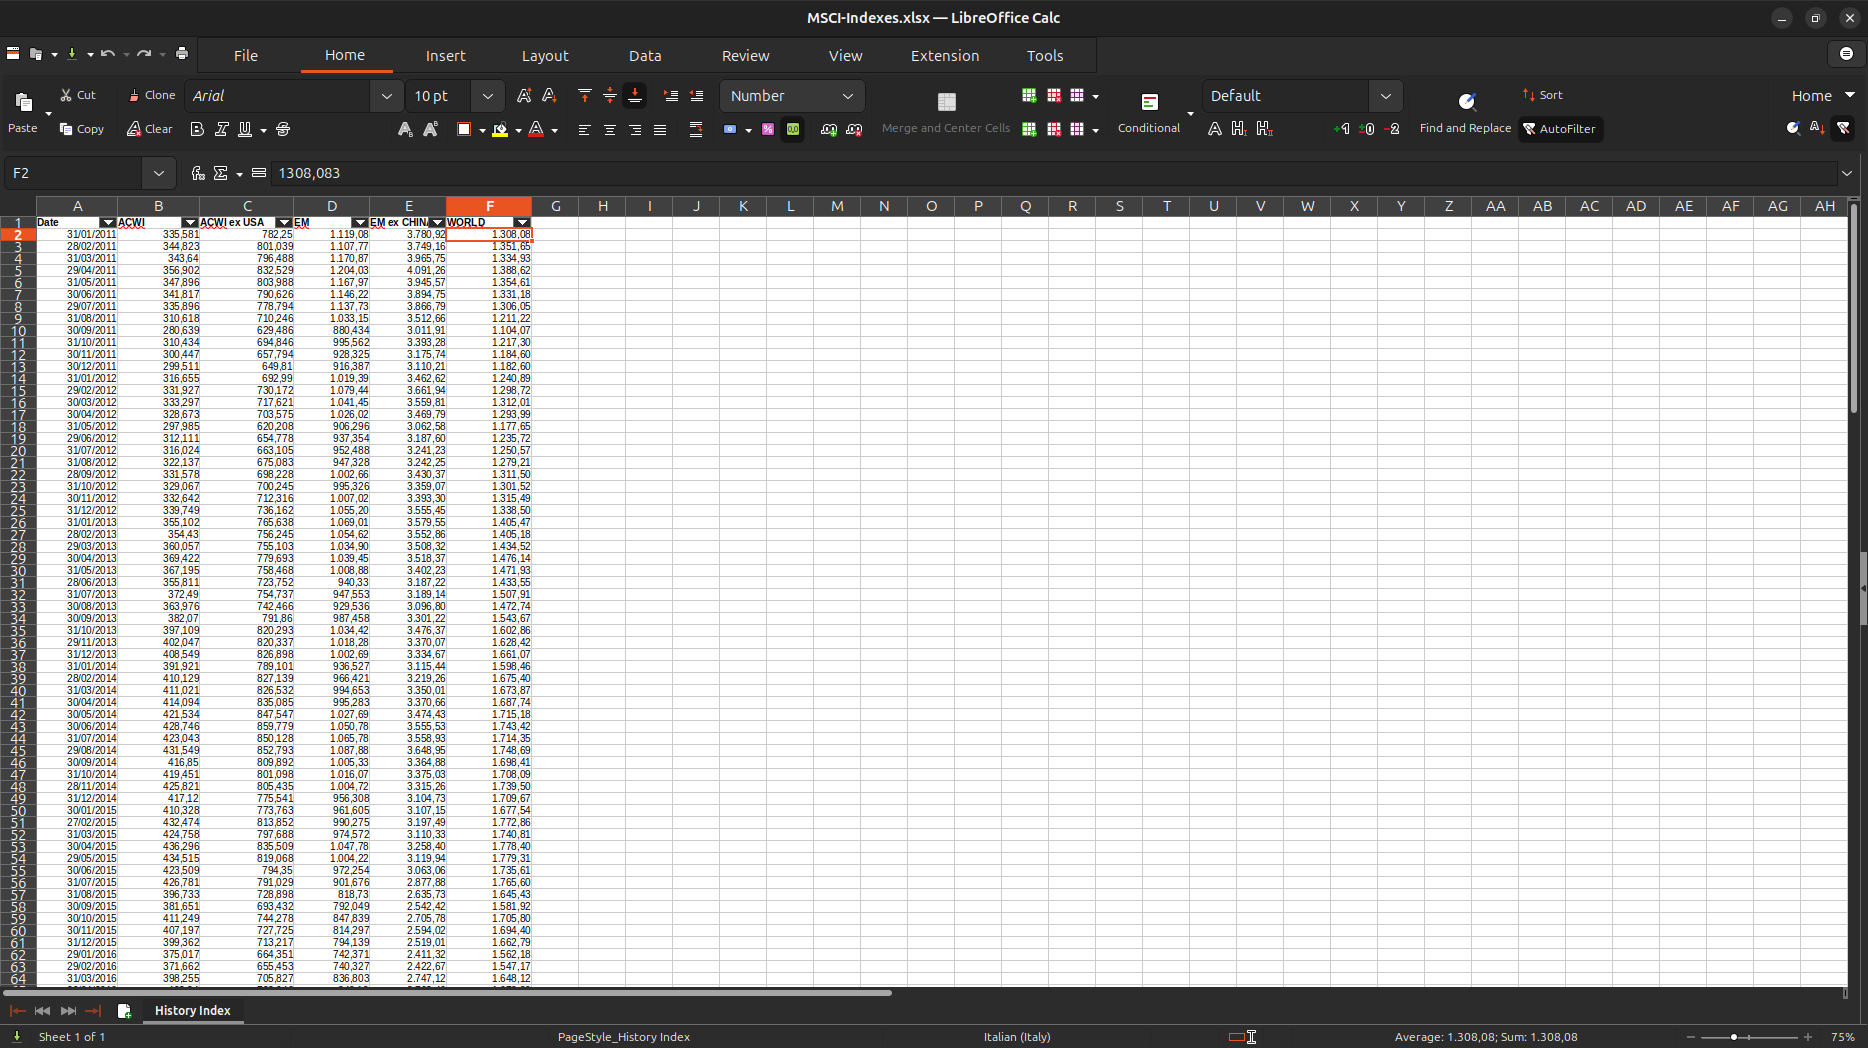 MSCI-Indexes.xlsx — LibreOffice Calc
File Home Insert Layout Data Review View Extension Tools
Paste Cut Clone Arial 10 pt Number Merge and Center Cells Conditional Default Find and Replace Sort Home
Copy Clear AutoFilter
F2 1308,083
A B C D E F G H I J K L M N O P Q R S T U V W X Y Z AA AB AC AD AE AF AG AH
1 Date ACWI ACWI ex USA EM EM ex CHIN WORLD
2 31/01/2011 335,581 782,25 1.119,08 3.780,92 1.308,08
3 28/02/2011 344,823 801,039 1.107,77 3.749,16 1.351,65
4 31/03/2011 343,64 796,488 1.170,87 3.965,75 1.334,93
5 29/04/2011 356,902 832,529 1.204,03 4.091,26 1.388,62
6 31/05/2011 347,896 803,988 1.167,97 3.945,57 1.354,61
7 30/06/2011 341,817 790,626 1.146,22 3.894,75 1.331,18
8 29/07/2011 335,896 778,794 1.137,73 3.866,79 1.306,05
9 31/08/2011 310,618 710,246 1.033,15 3.512,66 1.211,22
10 30/09/2011 280,639 629,486 880,434 3.011,91 1.104,07
11 31/10/2011 310,434 694,846 995,562 3.393,28 1.217,30
12 30/11/2011 300,447 657,794 928,325 3.175,74 1.184,60
13 30/12/2011 299,511 649,81 916,387 3.110,21 1.182,60
14 31/01/2012 316,655 692,99 1.019,39 3.462,62 1.240,89
15 29/02/2012 331,927 730,172 1.079,44 3.661,94 1.298,72
16 30/03/2012 333,297 717,621 1.041,45 3.559,81 1.312,01
17 30/04/2012 328,673 703,575 1.026,02 3.469,79 1.293,99
18 31/05/2012 297,985 620,208 906,296 3.062,58 1.177,65
19 29/06/2012 312,111 654,778 937,354 3.187,60 1.235,72
20 31/07/2012 316,024 663,105 952,488 3.241,23 1.250,57
21 31/08/2012 322,137 675,083 947,328 3.242,25 1.279,21
22 28/09/2012 331,578 698,228 1.002,66 3.430,37 1.311,50
23 31/10/2012 329,067 700,245 995,326 3.359,07 1.301,52
24 30/11/2012 332,642 712,316 1.007,02 3.393,30 1.315,49
25 31/12/2012 339,749 736,162 1.055,20 3.555,45 1.338,50
26 31/01/2013 355,102 765,638 1.069,01 3.579,55 1.405,47
27 28/02/2013 354,43 756,245 1.054,62 3.552,86 1.405,18
28 29/03/2013 360,057 755,103 1.034,90 3.508,32 1.434,52
29 30/04/2013 369,422 779,693 1.039,45 3.518,37 1.476,14
30 31/05/2013 367,195 758,468 1.008,88 3.402,23 1.471,93
31 28/06/2013 355,811 723,752 940,33 3.187,22 1.433,55
32 31/07/2013 372,49 754,737 947,553 3.189,14 1.507,91
33 30/08/2013 363,976 742,466 929,536 3.096,80 1.472,74
34 30/09/2013 382,07 791,86 987,458 3.301,22 1.543,67
35 31/10/2013 397,109 820,293 1.034,42 3.476,37 1.602,86
36 29/11/2013 402,047 820,337 1.018,28 3.370,07 1.628,42
37 31/12/2013 408,549 826,898 1.002,69 3.334,67 1.661,07
38 31/01/2014 391,921 789,101 936,527 3.115,44 1.598,46
39 28/02/2014 410,129 827,139 966,421 3.219,26 1.675,40
40 31/03/2014 411,021 826,532 994,653 3.350,01 1.673,87
41 30/04/2014 414,094 835,085 995,283 3.370,66 1.687,74
42 30/05/2014 421,534 847,547 1.027,69 3.474,43 1.715,18
43 30/06/2014 428,746 859,779 1.050,78 3.555,53 1.743,42
44 31/07/2014 423,043 850,128 1.065,78 3.558,93 1.714,35
45 29/08/2014 431,549 852,793 1.087,88 3.648,95 1.748,69
46 30/09/2014 416,85 809,892 1.005,33 3.364,88 1.698,41
47 31/10/2014 419,451 801,098 1.016,07 3.375,03 1.708,09
48 28/11/2014 425,821 805,435 1.004,72 3.315,26 1.739,50
49 31/12/2014 417,12 775,541 956,308 3.104,73 1.709,67
50 30/01/2015 410,328 773,763 961,605 3.107,15 1.677,54
51 27/02/2015 432,474 813,852 990,275 3.197,49 1.772,86
52 31/03/2015 424,758 797,688 974,572 3.110,33 1.740,81
53 30/04/2015 436,296 835,509 1.047,78 3.258,40 1.778,40
54 29/05/2015 434,515 819,068 1.004,22 3.119,94 1.779,31
55 30/06/2015 423,509 794,35 972,254 3.063,06 1.735,61
56 31/07/2015 426,781 791,029 901,676 2.877,88 1.765,60
57 31/08/2015 396,733 728,898 818,73 2.635,73 1.645,43
58 30/09/2015 381,651 693,432 792,049 2.542,42 1.581,92
59 30/10/2015 411,249 744,278 847,839 2.705,78 1.705,80
60 30/11/2015 407,197 727,725 814,297 2.594,02 1.694,40
61 31/12/2015 399,362 713,217 794,139 2.519,01 1.662,79
62 29/01/2016 375,017 664,351 742,371 2.411,32 1.562,18
63 29/02/2016 371,662 655,453 740,327 2.422,67 1.547,17
64 31/03/2016 398,255 705,827 836,803 2.747,12 1.648,12
History Index
Sheet 1 of 1 PageStyle_History Index Italian (Italy) Average: 1.308,08; Sum: 1.308,08 75%